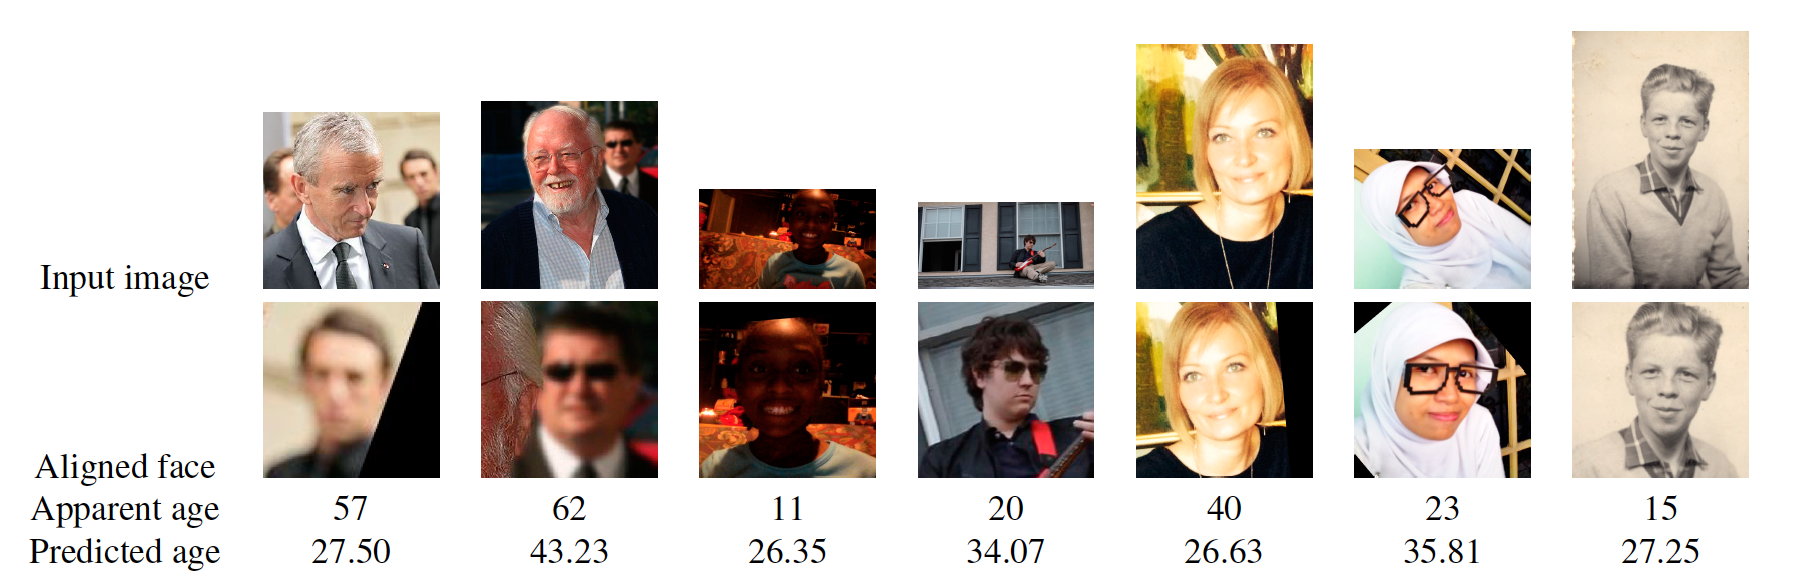 Input image
Aligned face
Apparent age 57 62 11 20 40 23 15
Predicted age 27.50 43.23 26.35 34.07 26.63 35.81 27.25